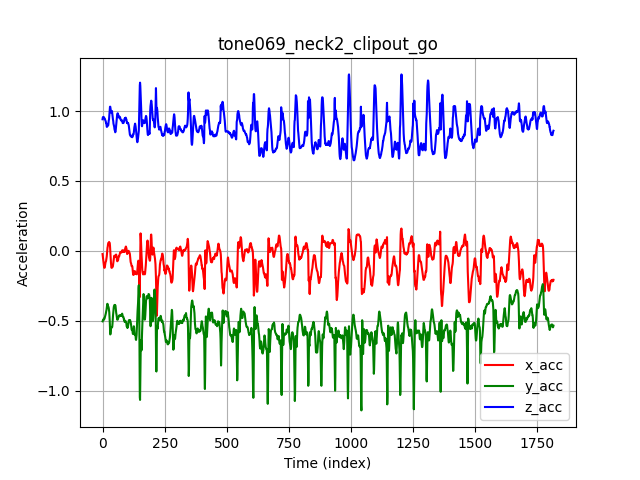 tone069_neck2_clipout_go
Acceleration
1.0
0.5
0.0
−0.5
−1.0
0 250 500 750 1000 1250 1500 1750
Time (index)
x_acc
y_acc
z_acc